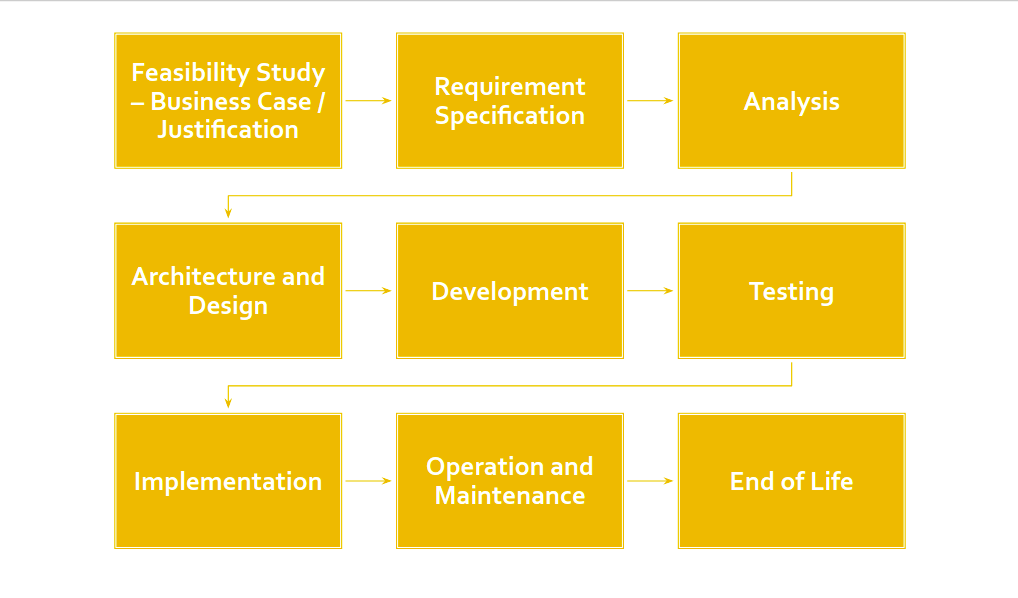 Feasibility Study
– Business Case /
Justification
Requirement
Specification
Analysis
Architecture and
Design
Development
Testing
Implementation
Operation and
Maintenance
End of Life